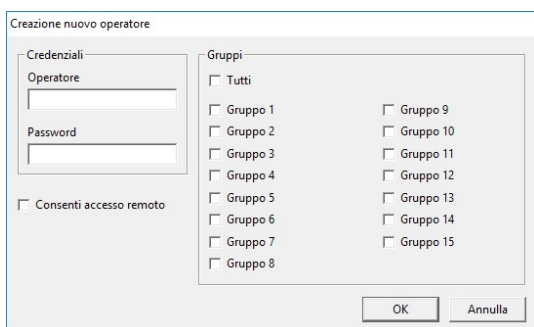 Creazione nuovo operatore
Credenziali
Operatore
Password
Consenti accesso remoto
Gruppi
Tutti
Gruppo 1
Gruppo 2
Gruppo 3
Gruppo 4
Gruppo 5
Gruppo 6
Gruppo 7
Gruppo 8
Gruppo 9
Gruppo 10
Gruppo 11
Gruppo 12
Gruppo 13
Gruppo 14
Gruppo 15
OK
Annulla